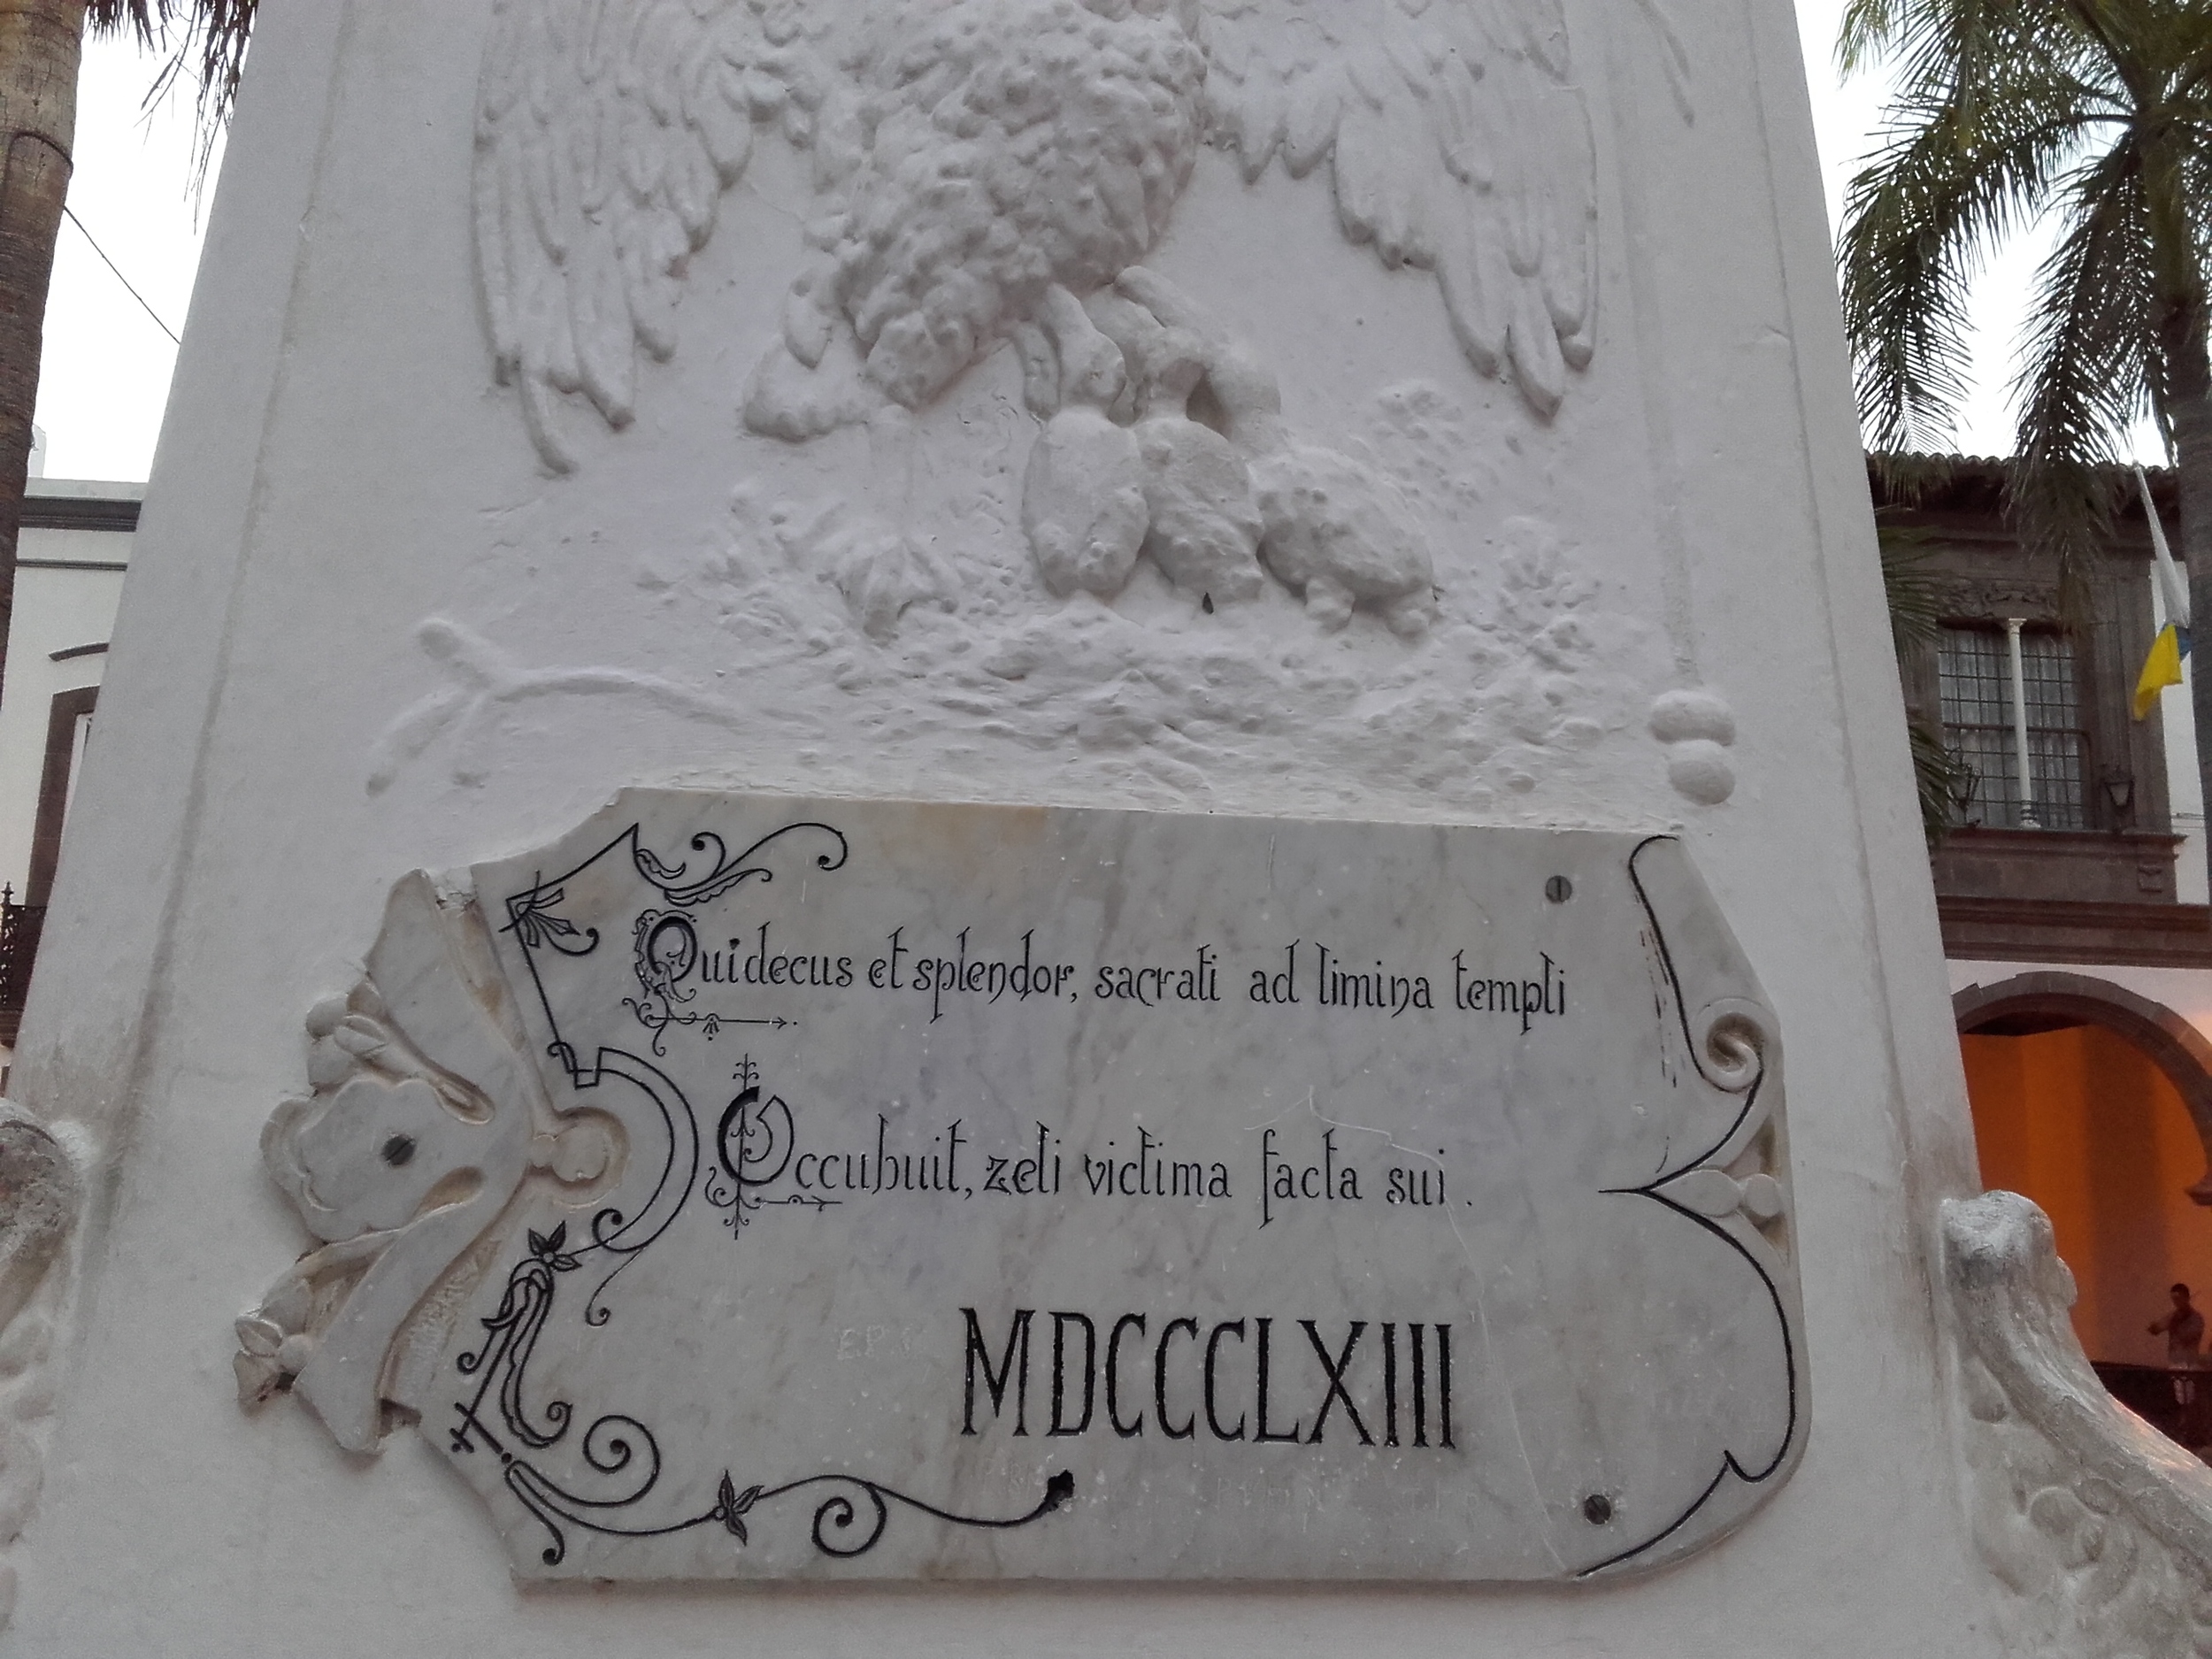 Quidecus et splendor, sacrati ad limina templi
Occubuit, zeli victima facta sui.
MDCCCLXIII